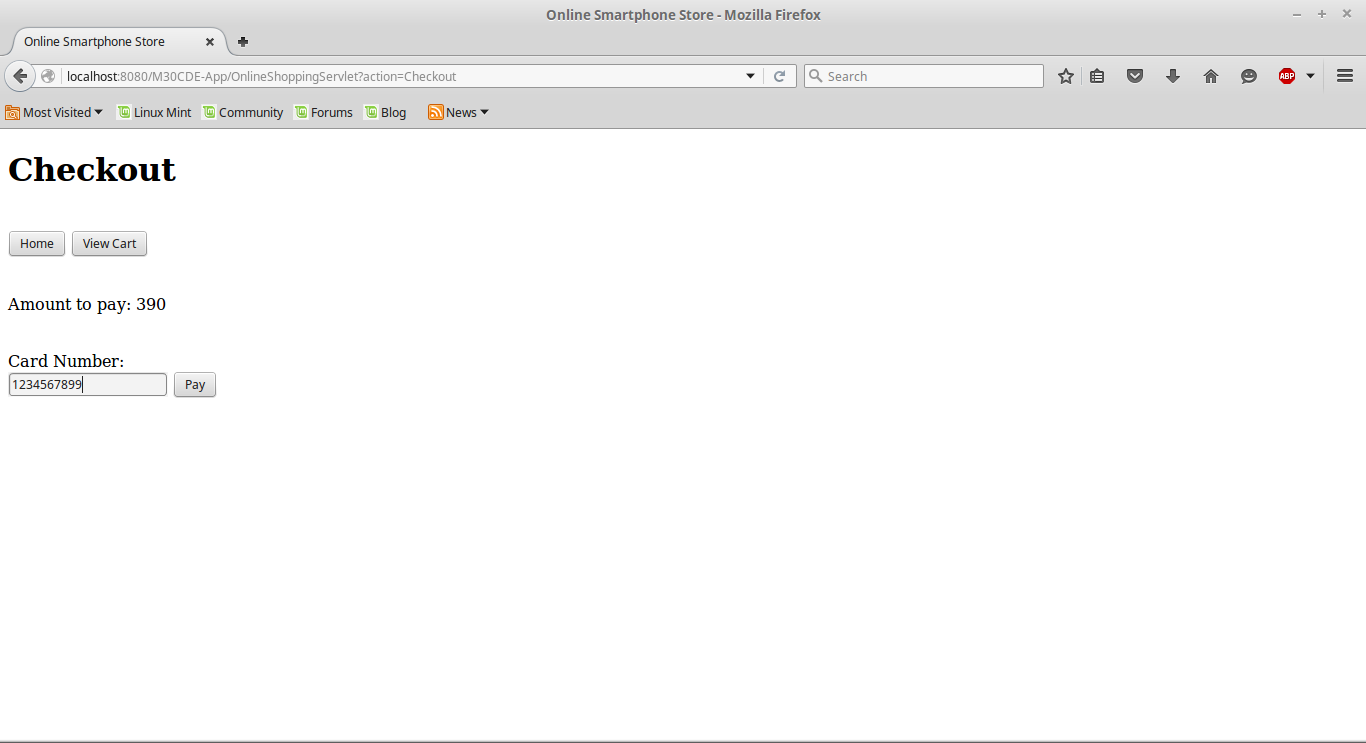 Online Smartphone Store - Mozilla Firefox
Online Smartphone Store
localhost:8080/M30CDE-App/OnlineShoppingServlet?action=Checkout Search ABP
Most Visited Linux Mint Community Forums Blog News
Checkout
Home View Cart
Amount to pay: 390
Card Number:
1234567899 Pay